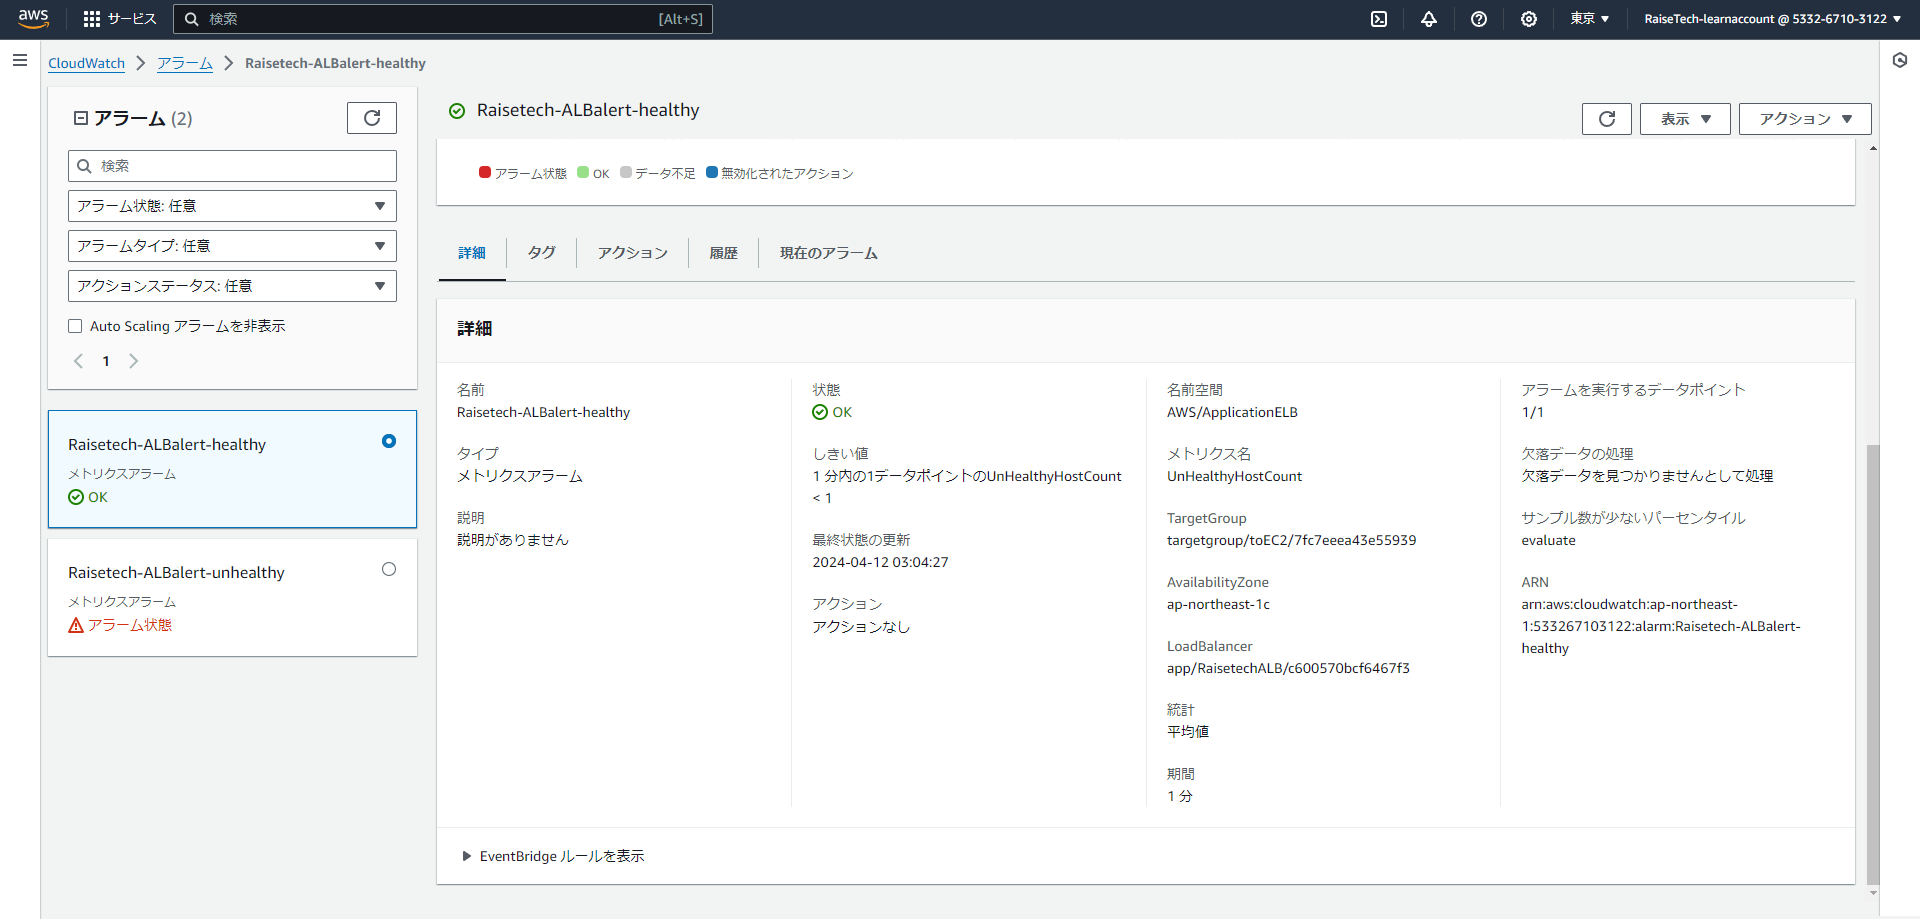 aws
サービス
検索
[Alt+S]
東京
RaiseTech-learnaccount @ 5332-6710-3122
CloudWatch
アラーム
Raisetech-ALBalert-healthy
アラーム (2)
検索
アラーム状態: 任意
アラームタイプ: 任意
アクションステータス: 任意
Auto Scaling アラームを非表示
1
Raisetech-ALBalert-healthy
メトリクスアラーム
OK
Raisetech-ALBalert-unhealthy
メトリクスアラーム
アラーム状態
Raisetech-ALBalert-healthy
表示
アクション
アラーム状態
OK
データ不足
無効化されたアクション
詳細
タグ
アクション
履歴
現在のアラーム
詳細
名前
Raisetech-ALBalert-healthy
タイプ
メトリクスアラーム
説明
説明がありません
状態
OK
しきい値
1 分内の1データポイントのUnHealthyHostCount
< 1
最終状態の更新
2024-04-12 03:04:27
アクション
アクションなし
名前空間
AWS/ApplicationELB
メトリクス名
UnHealthyHostCount
TargetGroup
targetgroup/toEC2/7fc7eeea43e55939
AvailabilityZone
ap-northeast-1c
LoadBalancer
app/RaisetechALB/c600570bcf6467f3
統計
平均値
期間
1 分
アラームを実行するデータポイント
1/1
欠落データの処理
欠落データを見つかりませんとして処理
サンプル数が少ないパーセンタイル
evaluate
ARN
arn:aws:cloudwatch:ap-northeast-
1:533267103122:alarm:Raisetech-ALBalert-
healthy
EventBridge ルールを表示